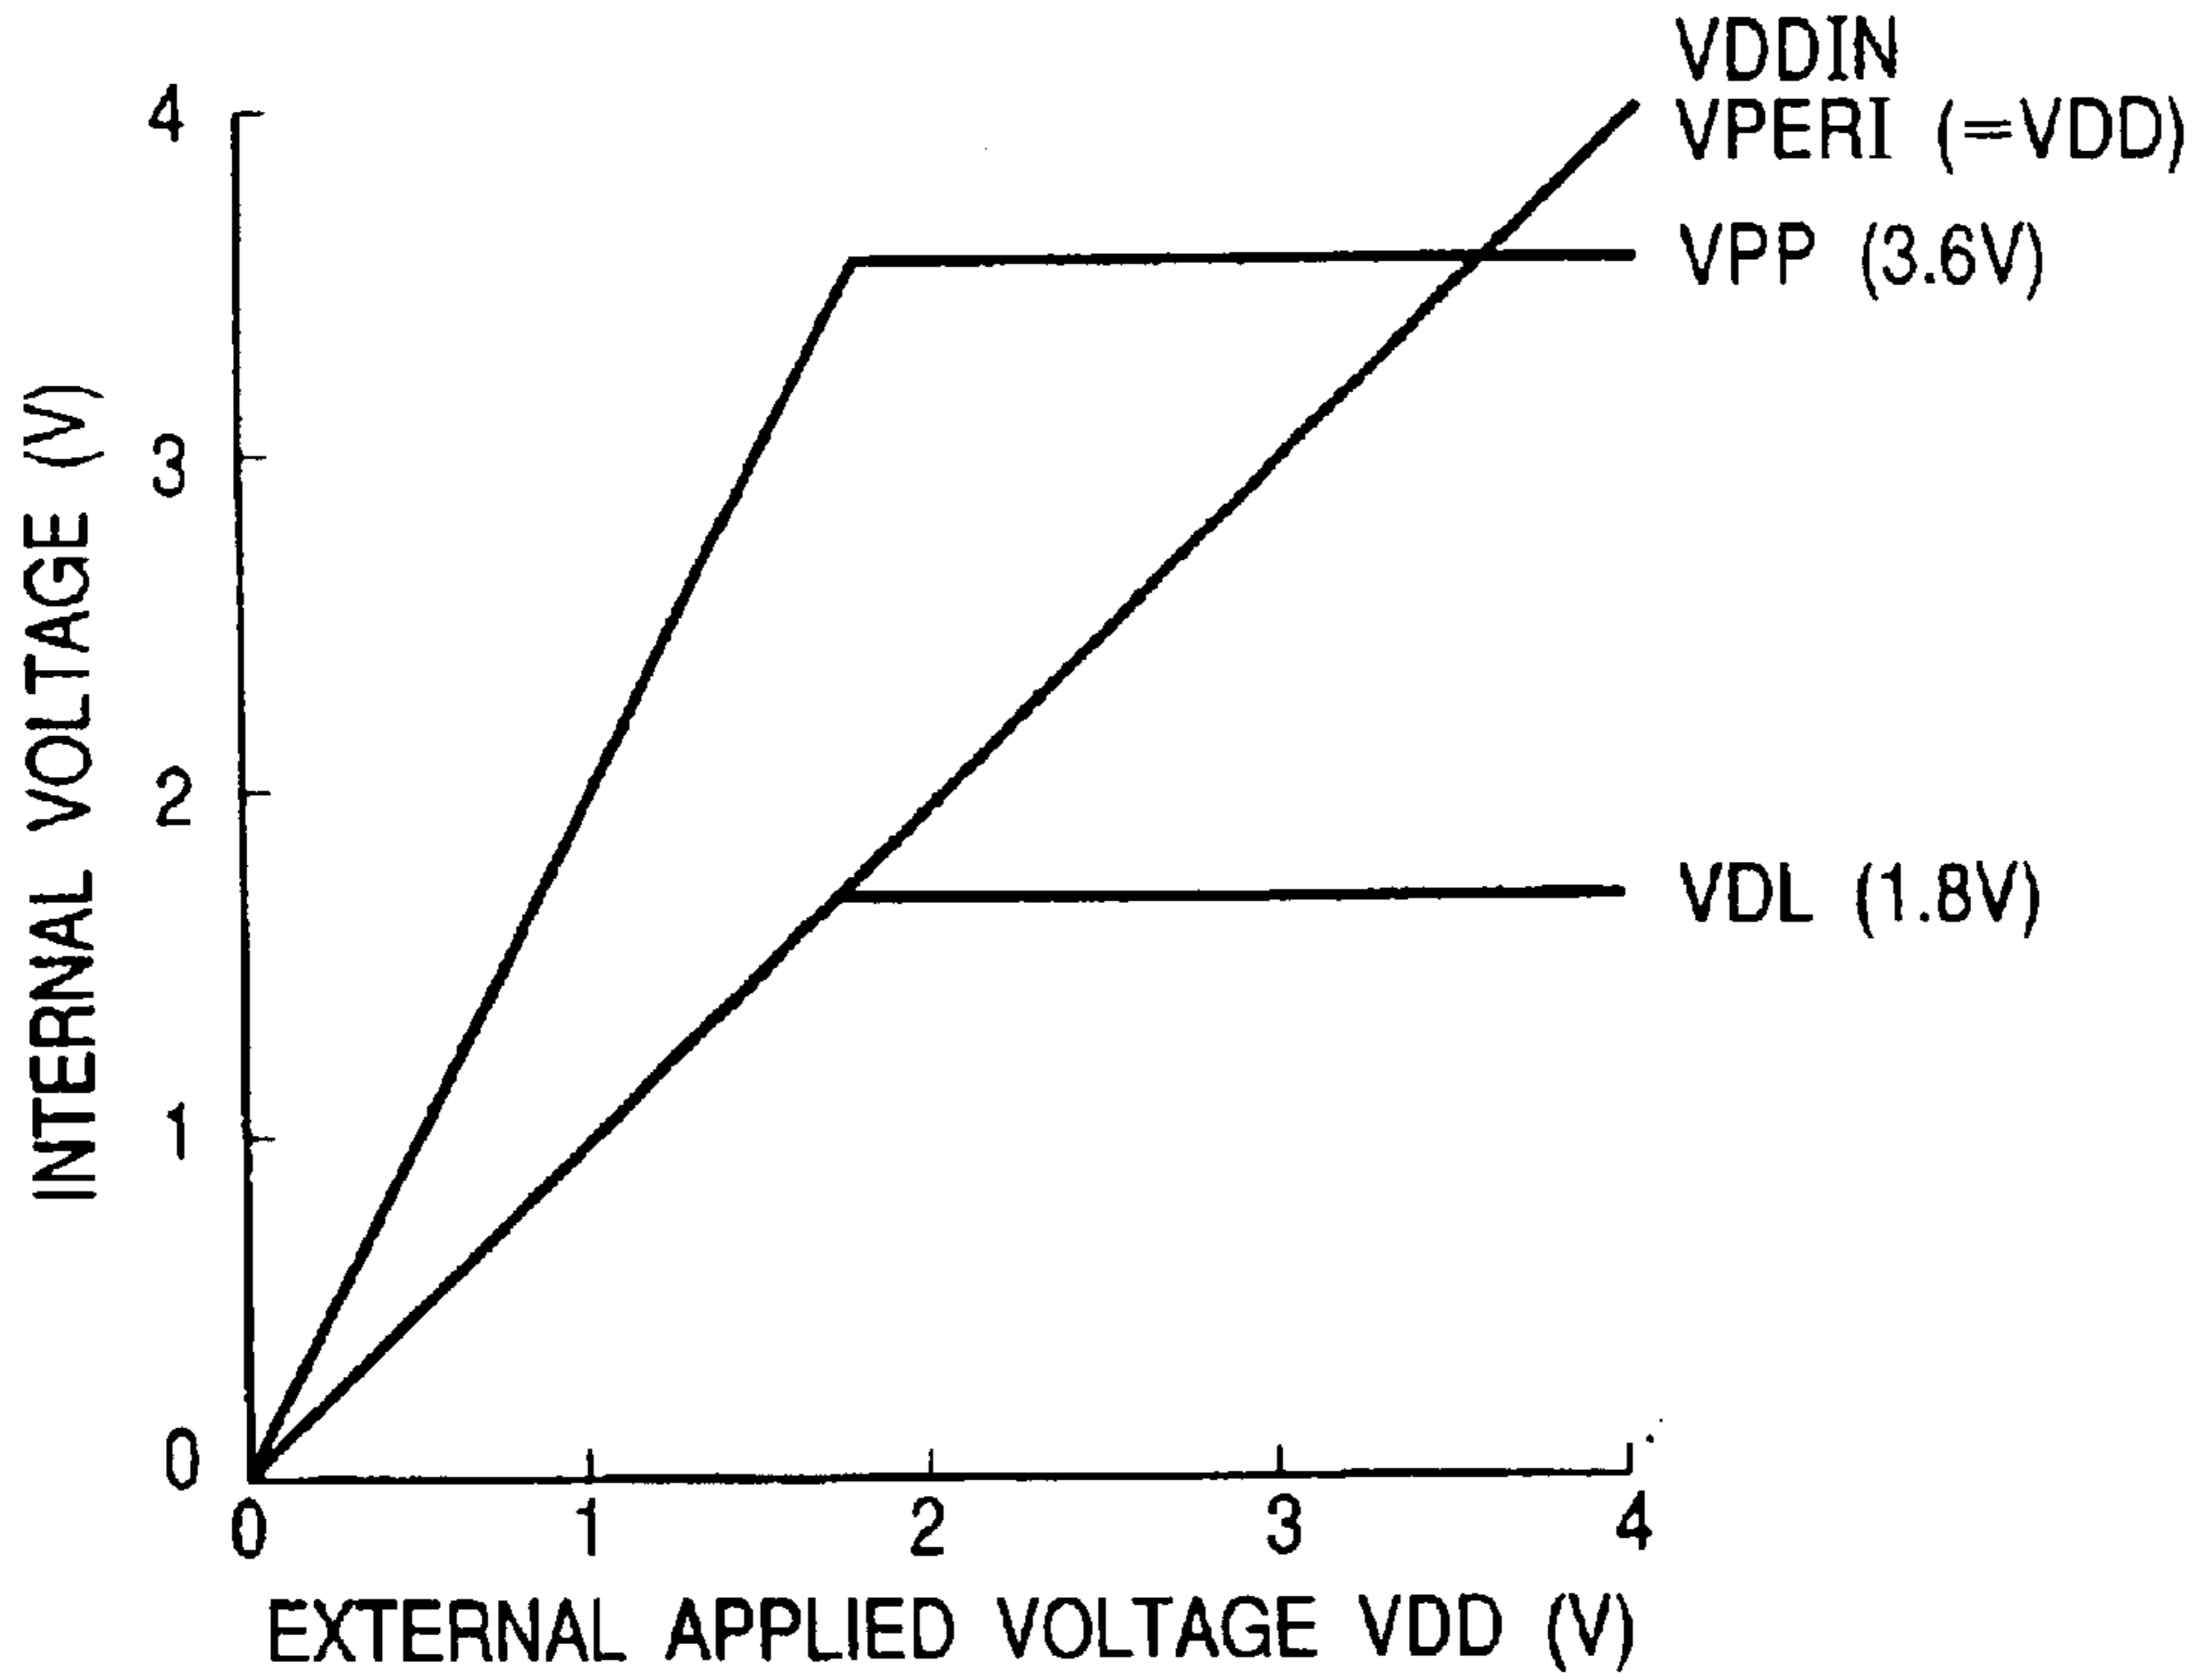 VDDIN
VPERI (=VDD)
VPP (3.6V)
VDL (1.8V)
INTERNAL VOLTAGE (V)
4
3
2
1
0
0 1 2 3 4
EXTERNAL APPLIED VOLTAGE VDD (V)